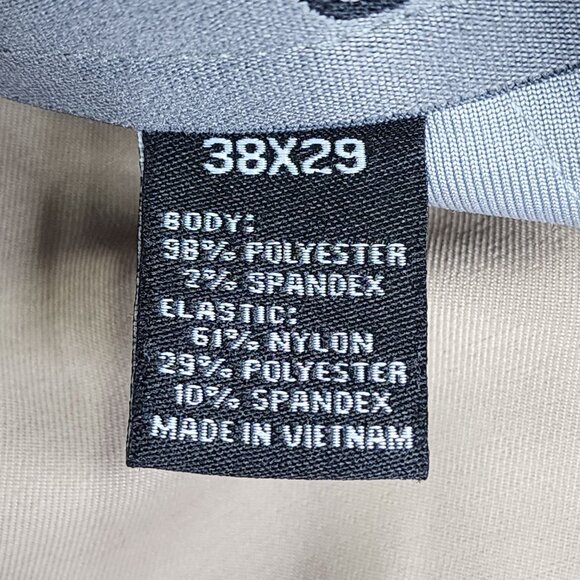 38X29
BODY:
98% POLYESTER
2% SPANDEX
ELASTIC:
61% NYLON
29% POLYESTER
10% SPANDEX
MADE IN VIETNAM